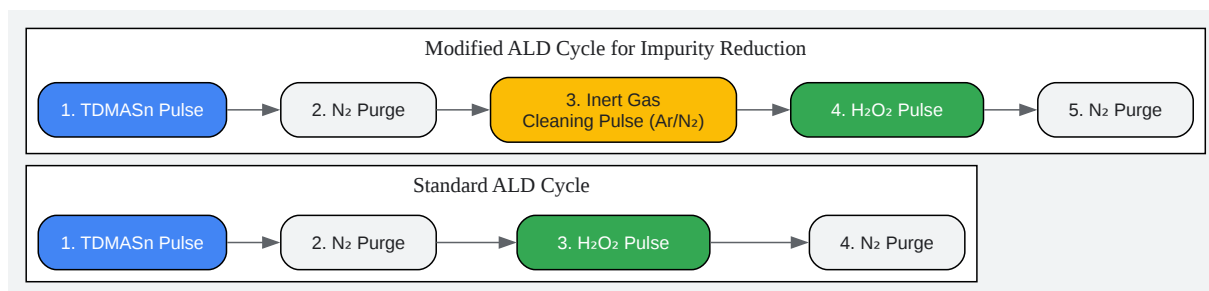 Modified ALD Cycle for Impurity Reduction
1. TDMASn Pulse
2. N₂ Purge
3. Inert Gas
Cleaning Pulse (Ar/N₂)
4. H₂O₂ Pulse
5. N₂ Purge
Standard ALD Cycle
1. TDMASn Pulse
2. N₂ Purge
3. H₂O₂ Pulse
4. N₂ Purge